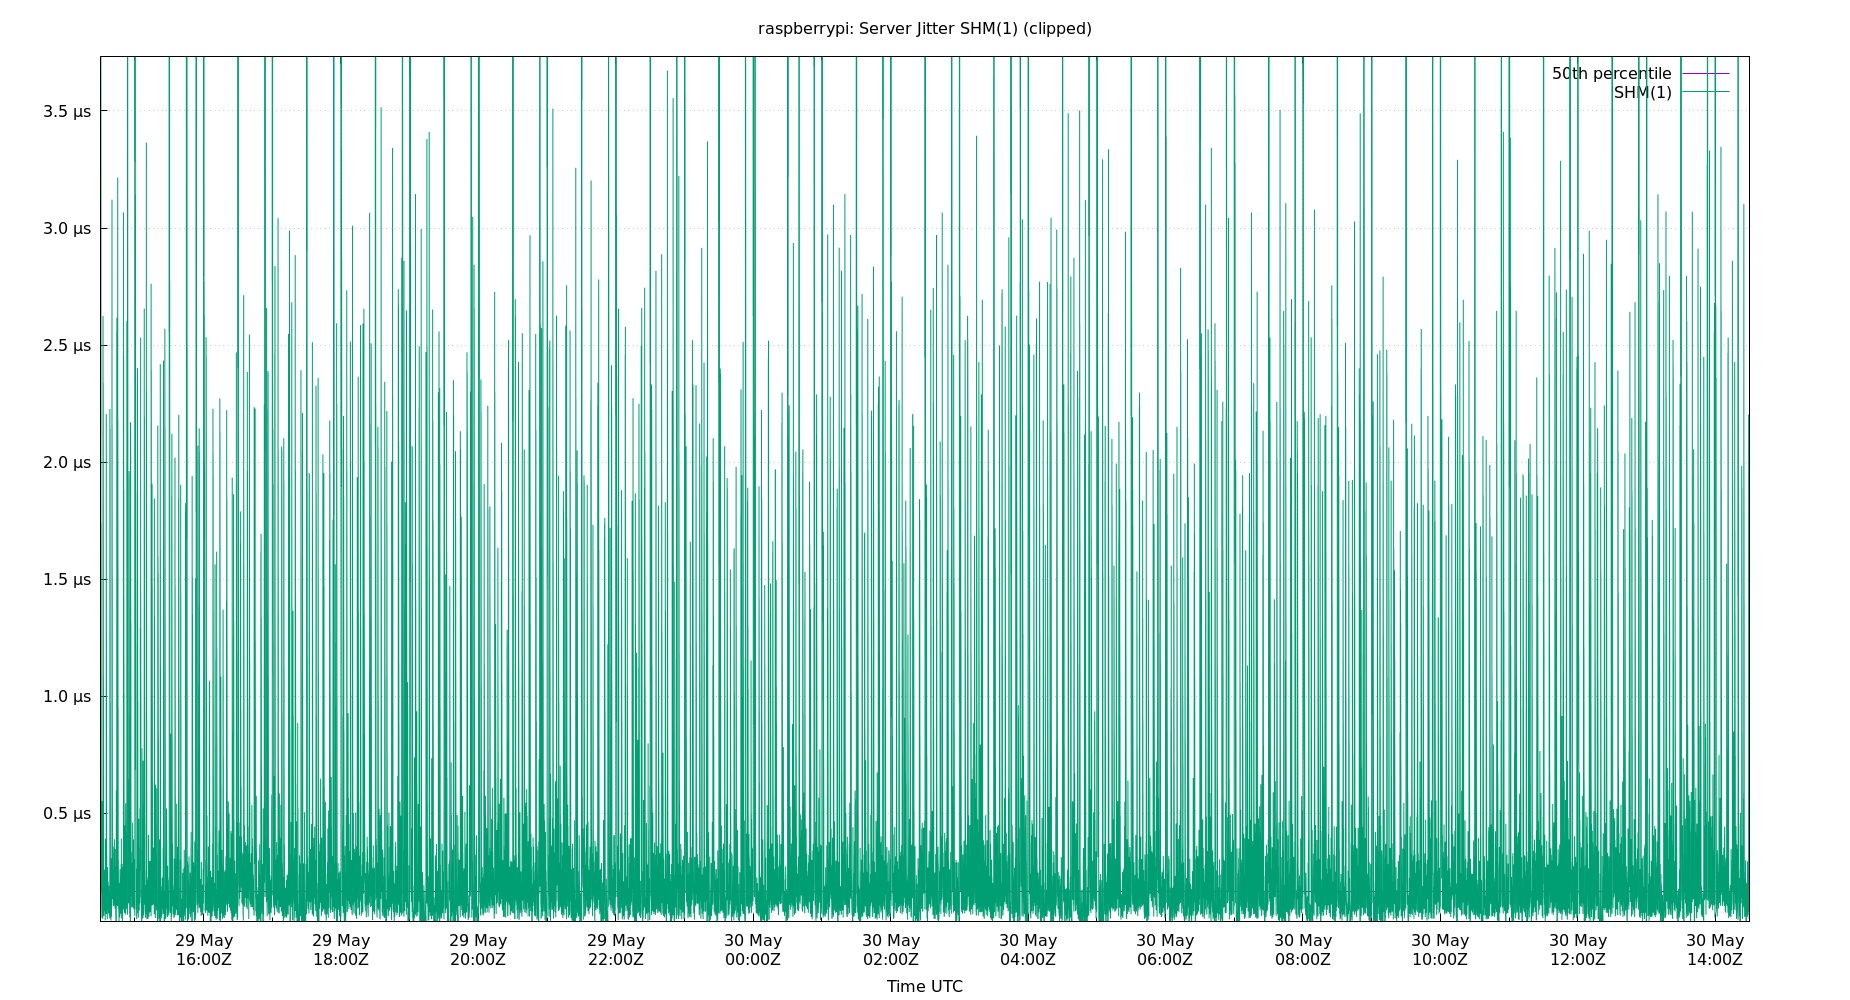 raspberrypi: Server Jitter SHM(1) (clipped)
50th percentile
SHM(1)
3.5 µs
3.0 µs
2.5 µs
2.0 µs
1.5 µs
1.0 µs
0.5 µs
29 May 29 May 29 May 29 May 30 May 30 May 30 May 30 May 30 May 30 May 30 May 30 May
16:00Z 18:00Z 20:00Z 22:00Z 00:00Z 02:00Z 04:00Z 06:00Z 08:00Z 10:00Z 12:00Z 14:00Z
Time UTC